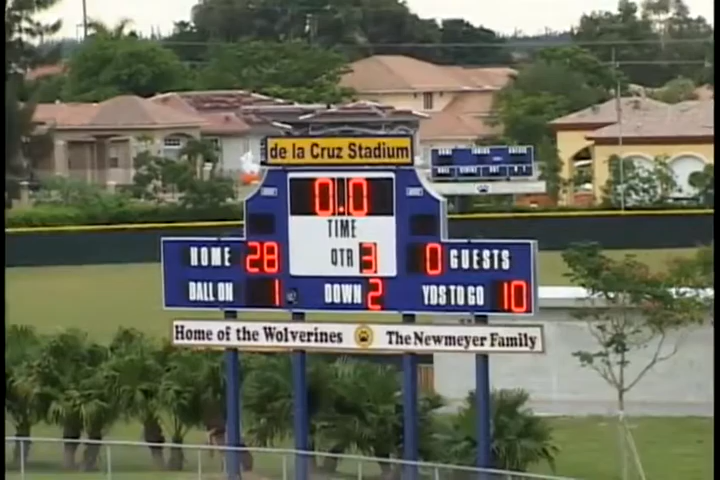 de la Cruz Stadium
0.0
TIME
QTR 3
HOME 28 0 GUESTS
BALL ON 1 DOWN 2 YDS TO GO 10
Home of the Wolverines The Newmeyer Family